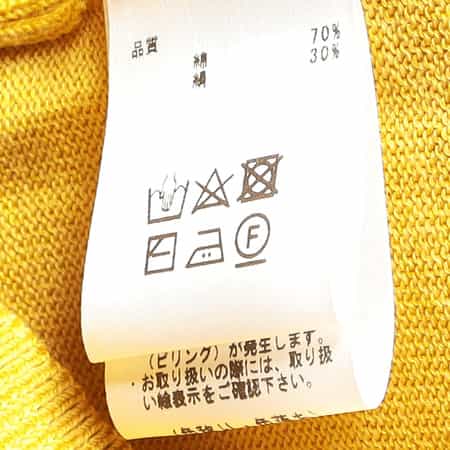 品質 綿 70%
絹 30%
F
(ピリング)が発生します。
・お取り扱いの際には、取り扱
い絵表示をご確認下さい。